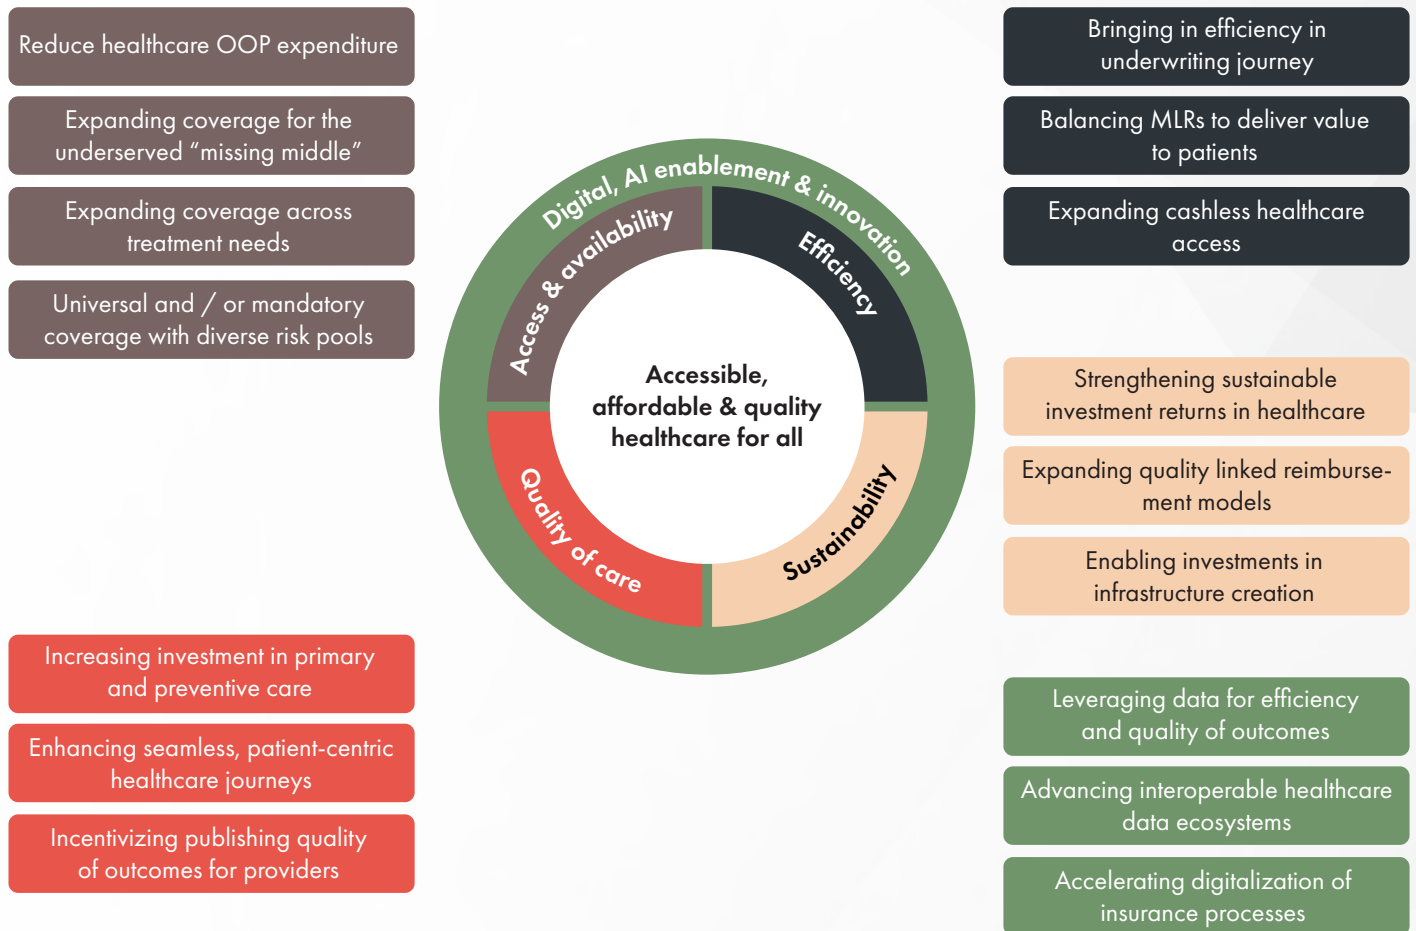 Reduce healthcare OOP expenditure
Expanding coverage for the
underserved “missing middle”
Expanding coverage across
treatment needs
Universal and / or mandatory
coverage with diverse risk pools
Increasing investment in primary
and preventive care
Enhancing seamless, patient-centric
healthcare journeys
Incentivizing publishing quality
of outcomes for providers
Digital, AI enablement & innovation
Access & availability
Efficiency
Accessible,
affordable & quality
healthcare for all
Quality of care
Sustainability
Bringing in efficiency in
underwriting journey
Balancing MLRs to deliver value
to patients
Expanding cashless healthcare
access
Strengthening sustainable
investment returns in healthcare
Expanding quality linked reimburse-
ment models
Enabling investments in
infrastructure creation
Leveraging data for efficiency
and quality of outcomes
Advancing interoperable healthcare
data ecosystems
Accelerating digitalization of
insurance processes